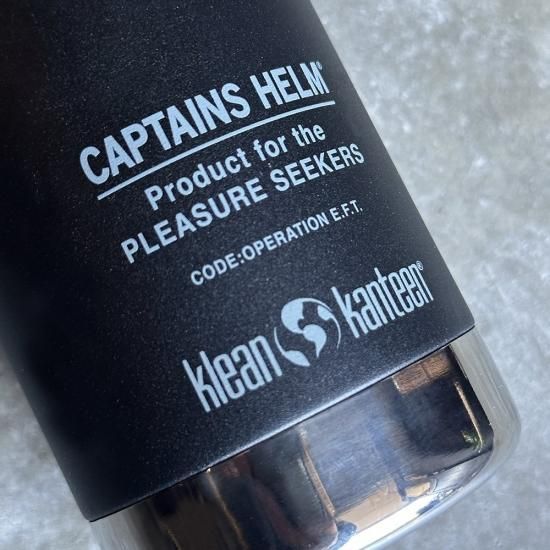 CAPTAINS HELM®
Product for the
PLEASURE SEEKERS
CODE:OPERATION E.F.T.
klean kanteen®